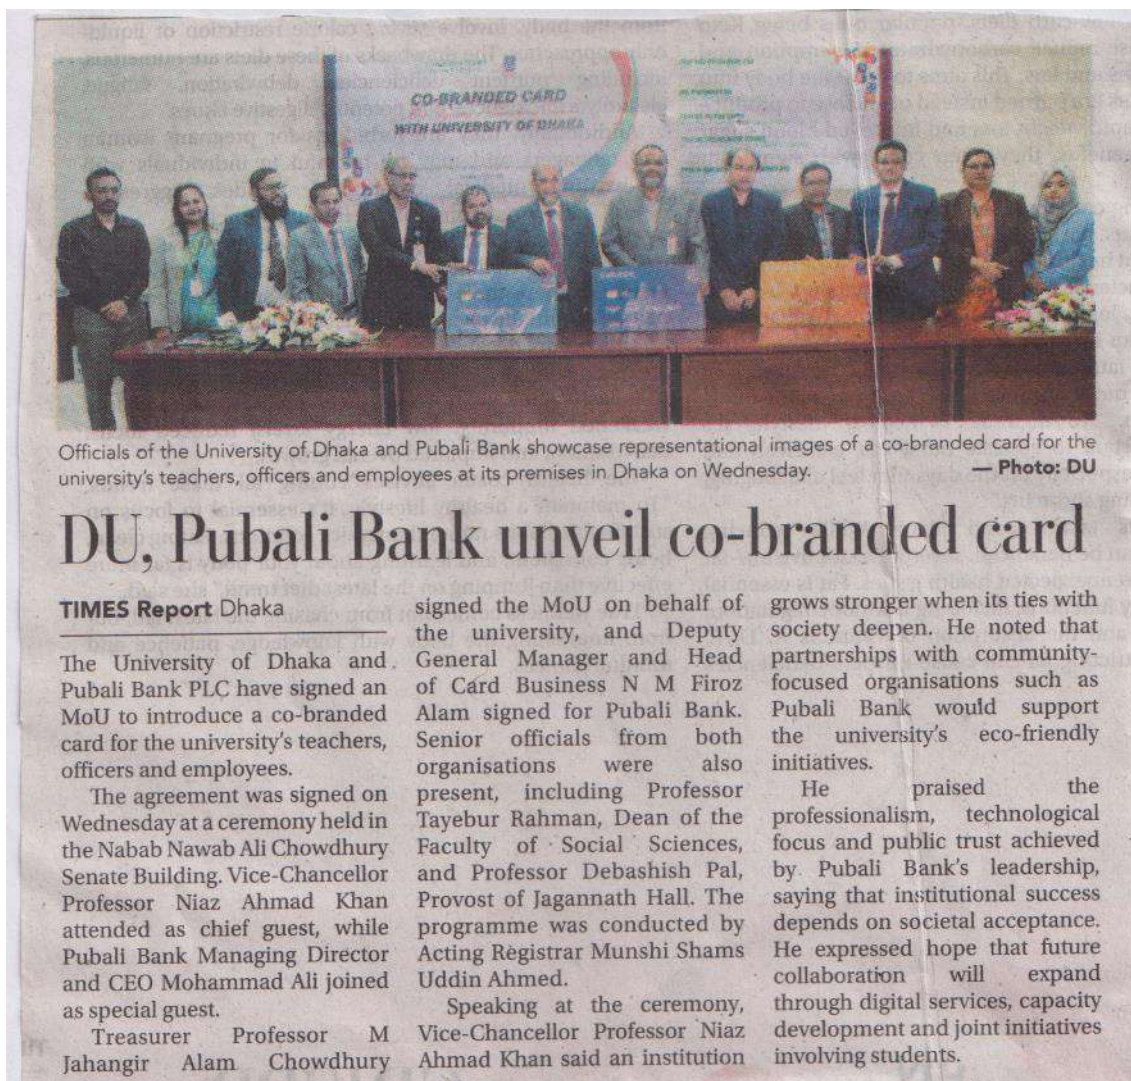 CO-BRANDED CARD
WITH UNIVERSITY OF DHAKA
Officials of the University of Dhaka and Pubali Bank showcase representational images of a co-branded card for the
university's teachers, officers and employees at its premises in Dhaka on Wednesday. — Photo: DU
DU, Pubali Bank unveil co-branded card
TIMES Report Dhaka
The University of Dhaka and
Pubali Bank PLC have signed an
MoU to introduce a co-branded
card for the university's teachers,
officers and employees.
The agreement was signed on
Wednesday at a ceremony held in
the Nabab Nawab Ali Chowdhury
Senate Building. Vice-Chancellor
Professor Niaz Ahmad Khan
attended as chief guest, while
Pubali Bank Managing Director
and CEO Mohammad Ali joined
as special guest.
Treasurer Professor M
Jahangir Alam Chowdhury
signed the MoU on behalf of
the university, and Deputy
General Manager and Head
of Card Business N M Firoz
Alam signed for Pubali Bank.
Senior officials from both
organisations were also
present, including Professor
Tayebur Rahman, Dean of the
Faculty of Social Sciences,
and Professor Debashish Pal,
Provost of Jagannath Hall. The
programme was conducted by
Acting Registrar Munshi Shams
Uddin Ahmed.
Speaking at the ceremony,
Vice-Chancellor Professor Niaz
Ahmad Khan said an institution
grows stronger when its ties with
society deepen. He noted that
partnerships with community-
focused organisations such as
Pubali Bank would support
the university's eco-friendly
initiatives.
He praised the
professionalism, technological
focus and public trust achieved
by Pubali Bank's leadership,
saying that institutional success
depends on societal acceptance.
He expressed hope that future
collaboration will expand
through digital services, capacity
development and joint initiatives
involving students.